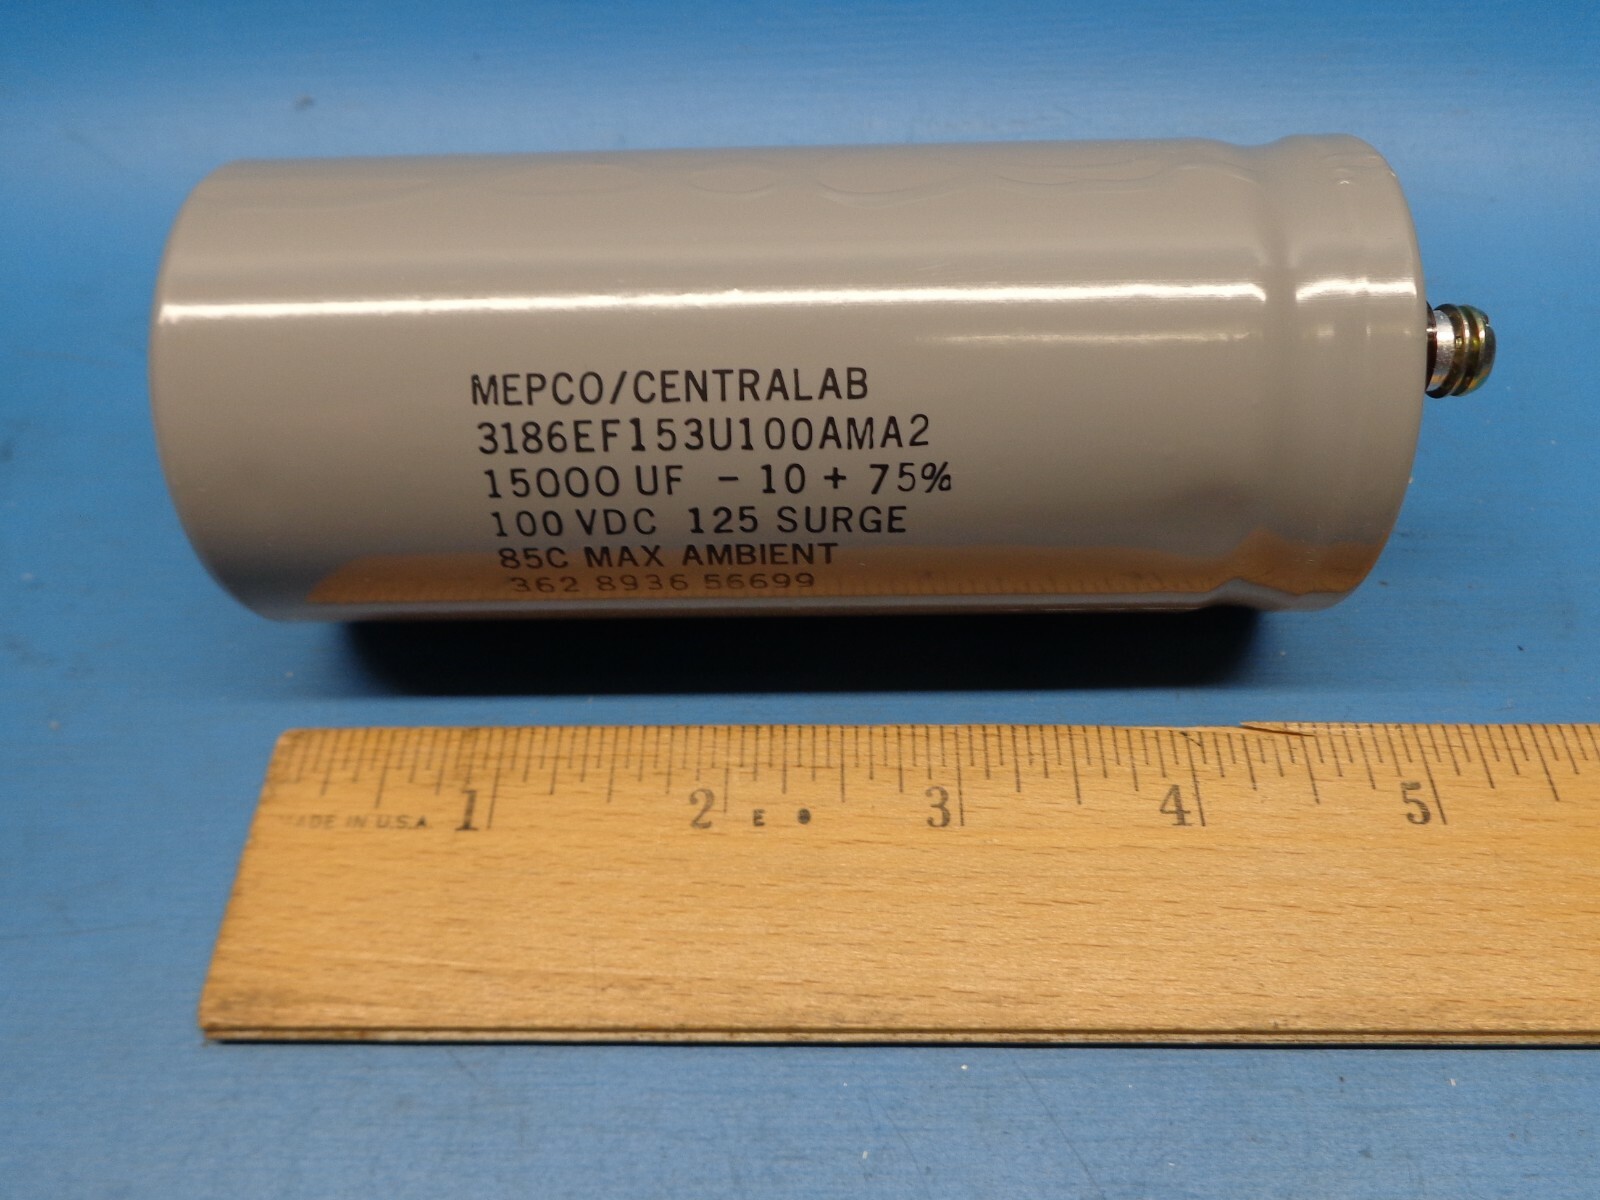 MEPCO/CENTRALAB
3186EF153U100AMA2
15000 UF - 10 + 75%
100 VDC 125 SURGE
85C MAX AMBIENT
362 8936 56699
1 2 3 4 5
MADE IN U.S.A. E